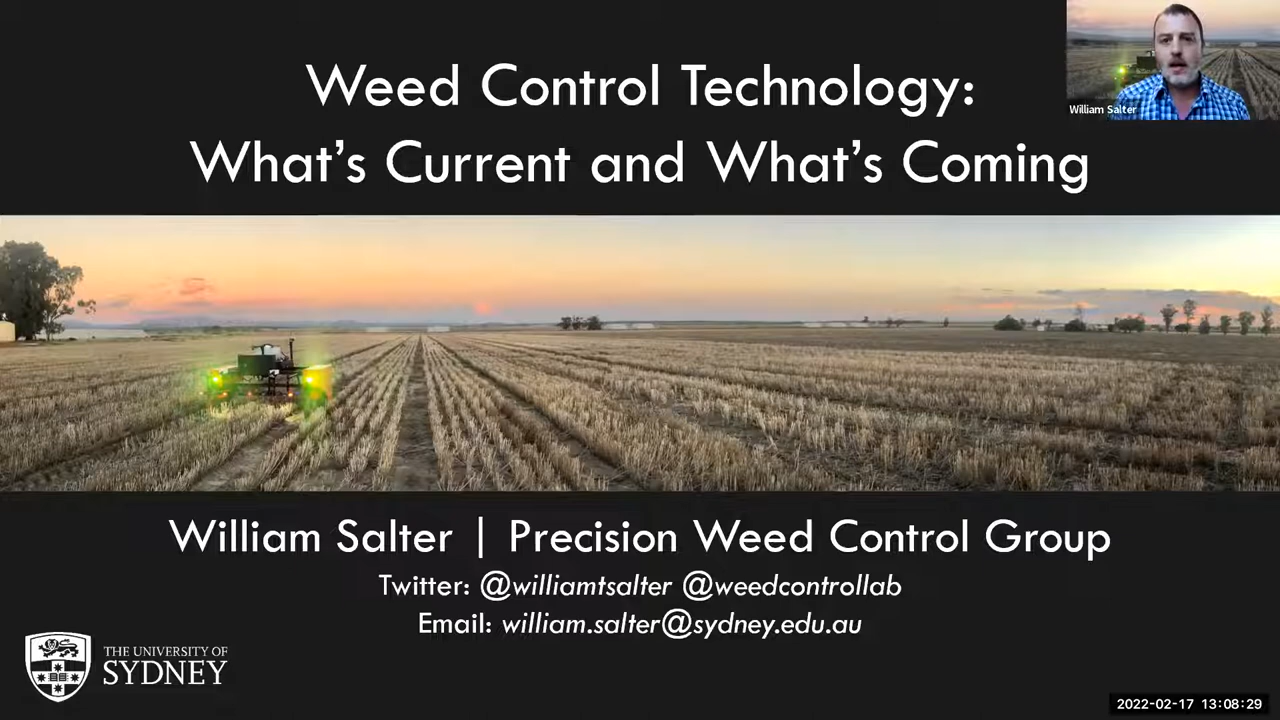 Weed Control Technology:
What's Current and What's Coming
William Salter
William Salter | Precision Weed Control Group
Twitter: @williamtsalter @weedcontrollab
Email: william.salter@sydney.edu.au
THE UNIVERSITY OF
SYDNEY
2022-02-17 13:08:29